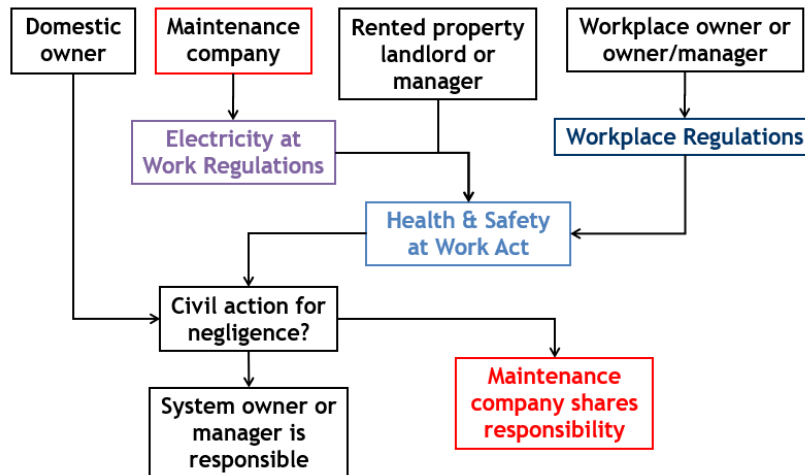 Domestic
owner
Maintenance
company
Rented property
landlord or
manager
Workplace owner or
owner/manager
Electricity at
Work Regulations
Workplace Regulations
Health & Safety
at Work Act
Civil action for
negligence?
System owner or
manager is
responsible
Maintenance
company shares
responsibility